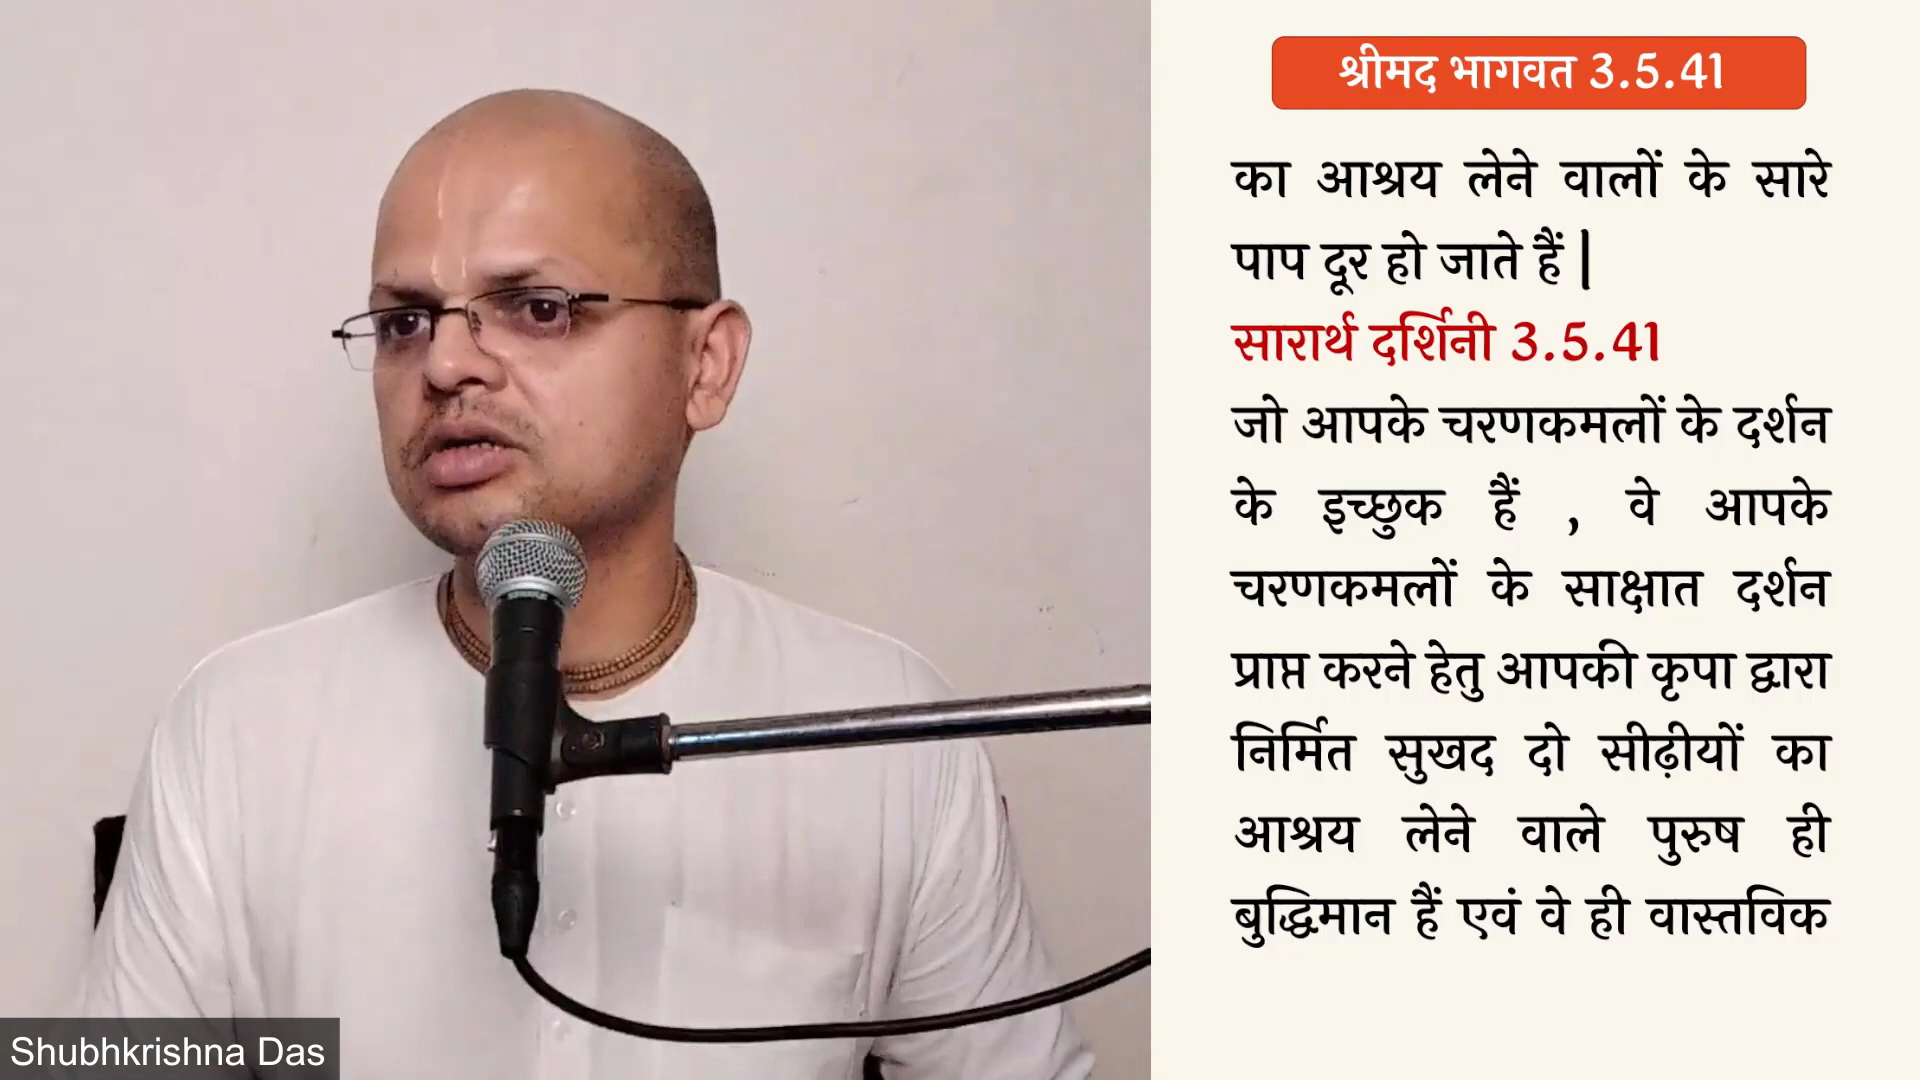 श्रीमद भागवत 3.5.41
का आश्रय लेने वालों के सारे
पाप दूर हो जाते हैं |
सारार्थ दर्शिनी 3.5.41
जो आपके चरणकमलों के दर्शन
के इच्छुक हैं , वे आपके
चरणकमलों के साक्षात दर्शन
प्राप्त करने हेतु आपकी कृपा द्वारा
निर्मित सुखद दो सीढ़ीयों का
आश्रय लेने वाले पुरुष ही
बुद्धिमान हैं एवं वे ही वास्तविक
Shubhkrishna Das